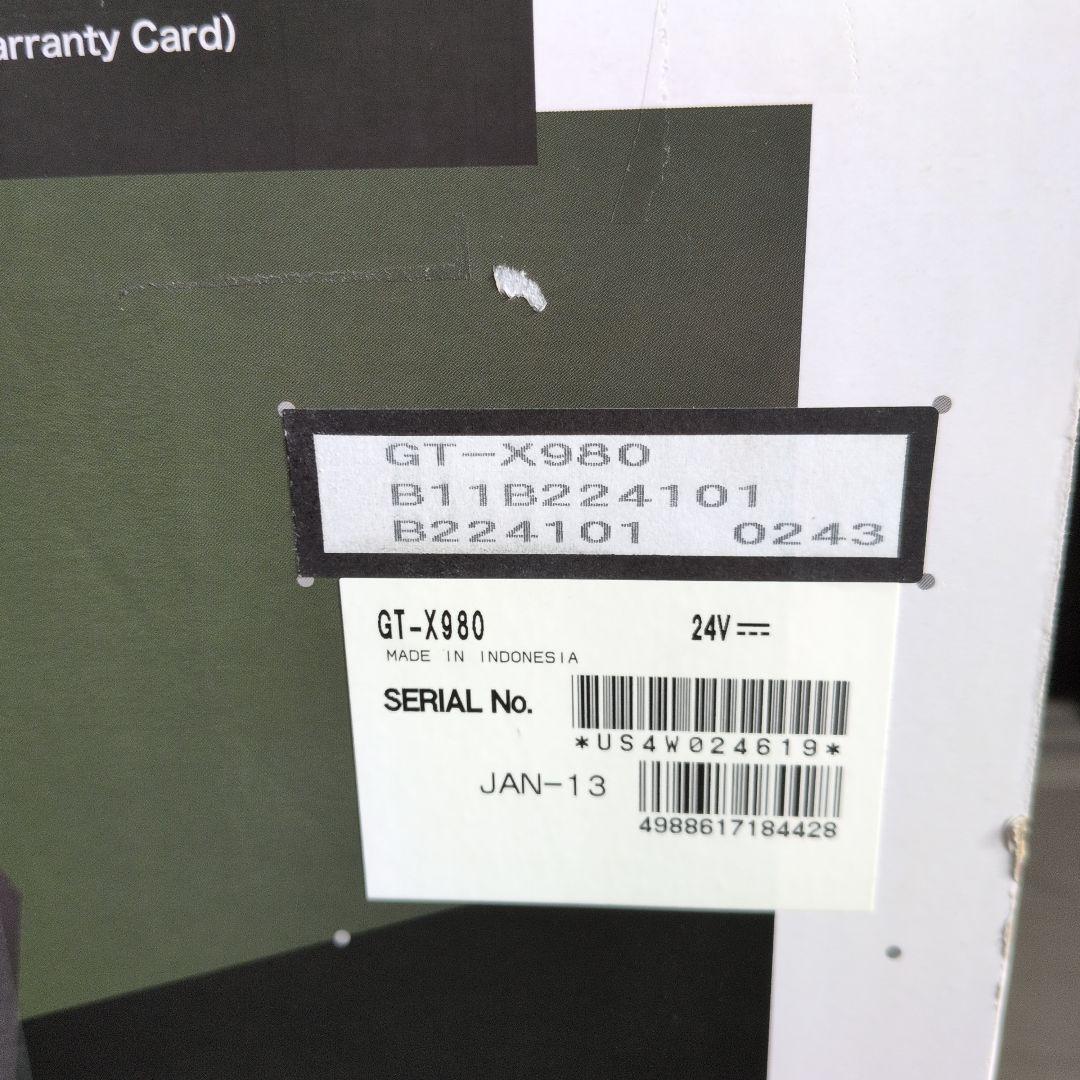 arranty Card)
GT-X980
B11B224101
B224101 0243
GT-X980 24V
MADE IN INDONESIA
SERIAL No.
*US4W024619*
JAN-13
4988617184428